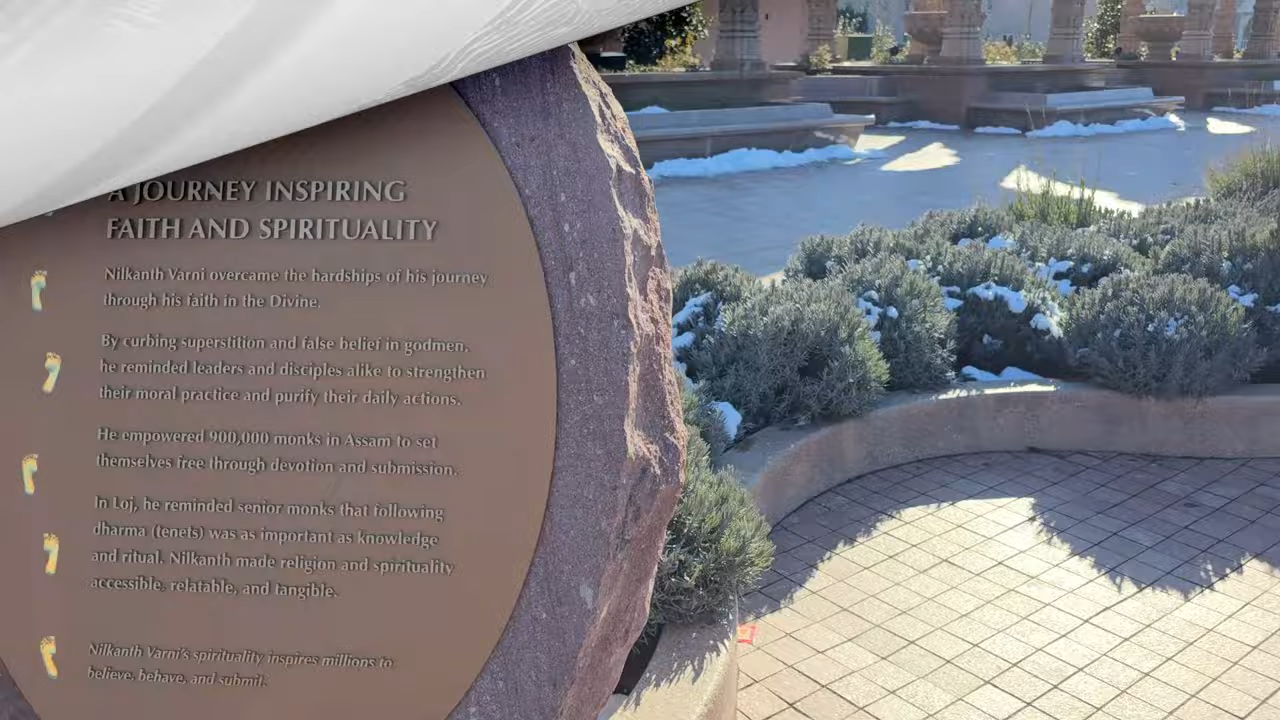 A JOURNEY INSPIRING
FAITH AND SPIRITUALITY
Nilkanth Varni overcame the hardships of his journey
through his faith in the Divine.
By curbing superstition and false belief in godmen,
he reminded leaders and disciples alike to strengthen
their moral practice and purify their daily actions.
He empowered 900,000 monks in Assam to set
themselves free through devotion and submission.
In Loj, he reminded senior monks that following
dharma (tenets) was as important as knowledge
and ritual. Nilkanth made religion and spirituality
accessible, relatable, and tangible.
Nilkanth Varni's spirituality inspires millions to
believe, behave, and submit.